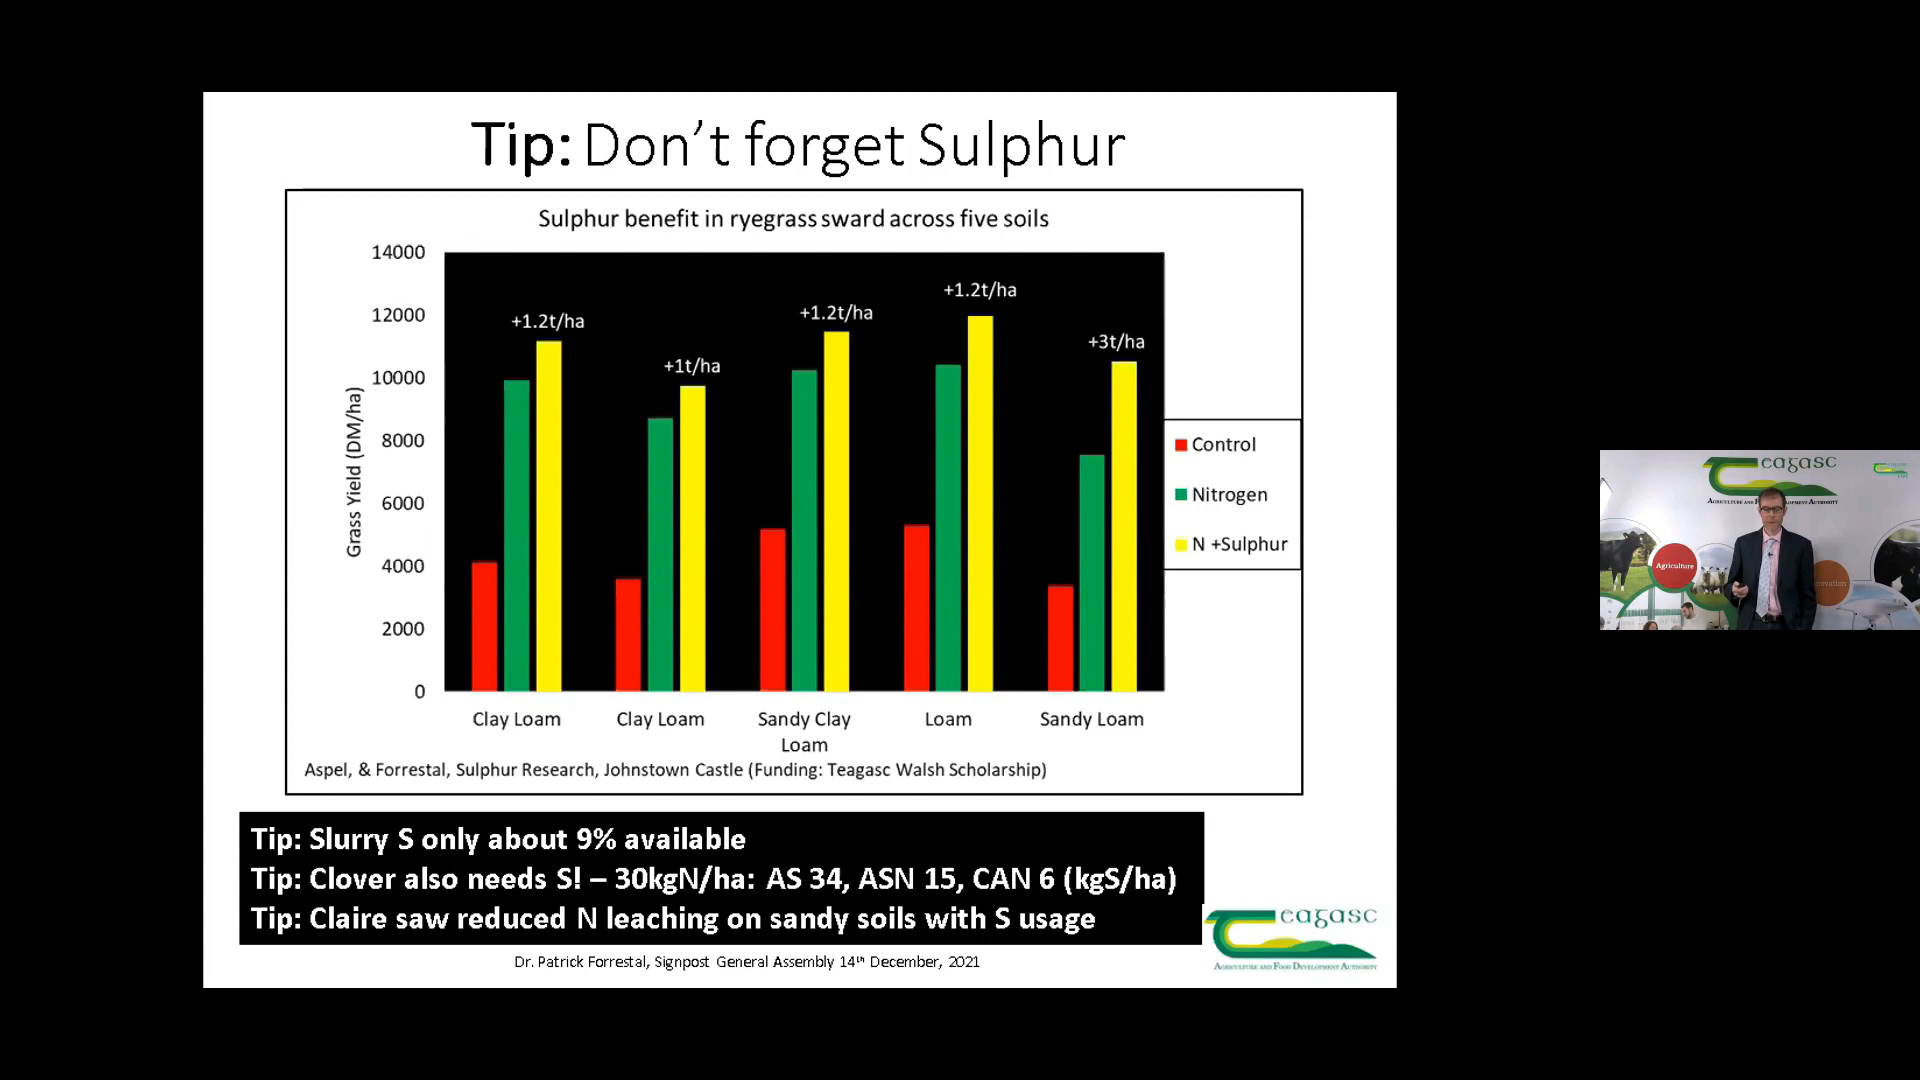 Tip: Don't forget Sulphur
Sulphur benefit in ryegrass sward across five soils
14000
12000
10000
8000
6000
4000
2000
0
Grass Yield (DM/ha)
+1.2t/ha
+1t/ha
+1.2t/ha
+1.2t/ha
+3t/ha
Control
Nitrogen
N +Sulphur
Clay Loam
Clay Loam
Sandy Clay
Loam
Loam
Sandy Loam
Aspel, & Forrestal, Sulphur Research, Johnstown Castle (Funding: Teagasc Walsh Scholarship)
Tip: Slurry S only about 9% available
Tip: Clover also needs S! – 30kgN/ha: AS 34, ASN 15, CAN 6 (kgS/ha)
Tip: Claire saw reduced N leaching on sandy soils with S usage
Dr. Patrick Forrestal, Signpost General Assembly 14th December, 2021
Teagasc
Agriculture and Food Development Authority
Teagasc
Agriculture